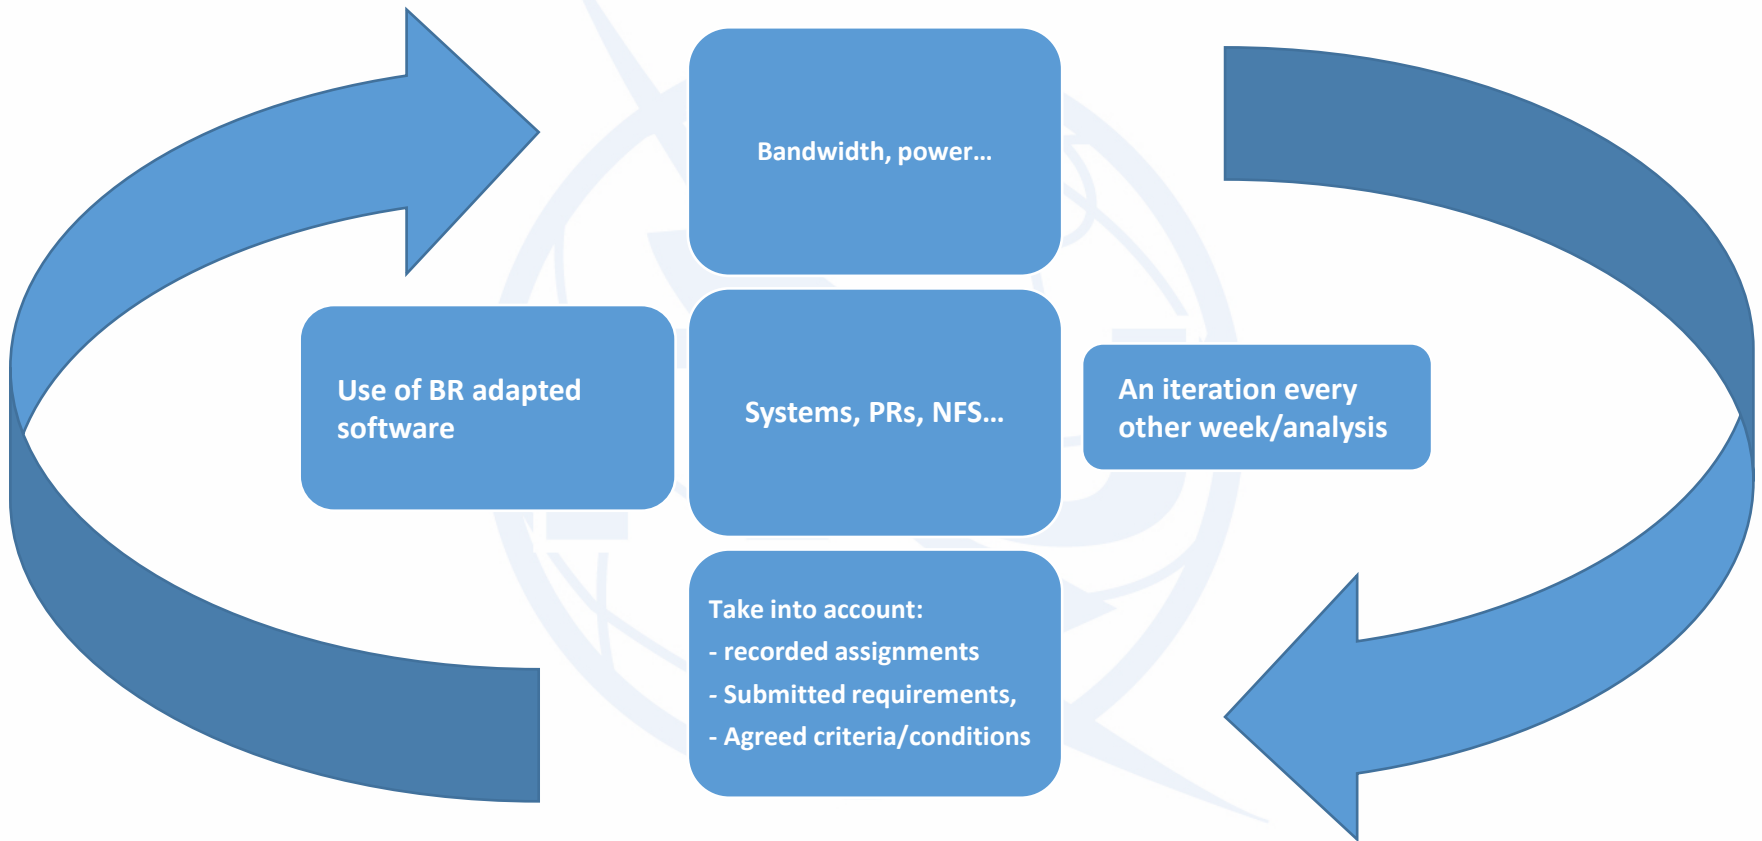 Bandwidth, power…
Use of BR adapted
software
Systems, PRs, NFS…
An iteration every
other week/analysis
Take into account:
- recorded assignments
- Submitted requirements,
- Agreed criteria/conditions